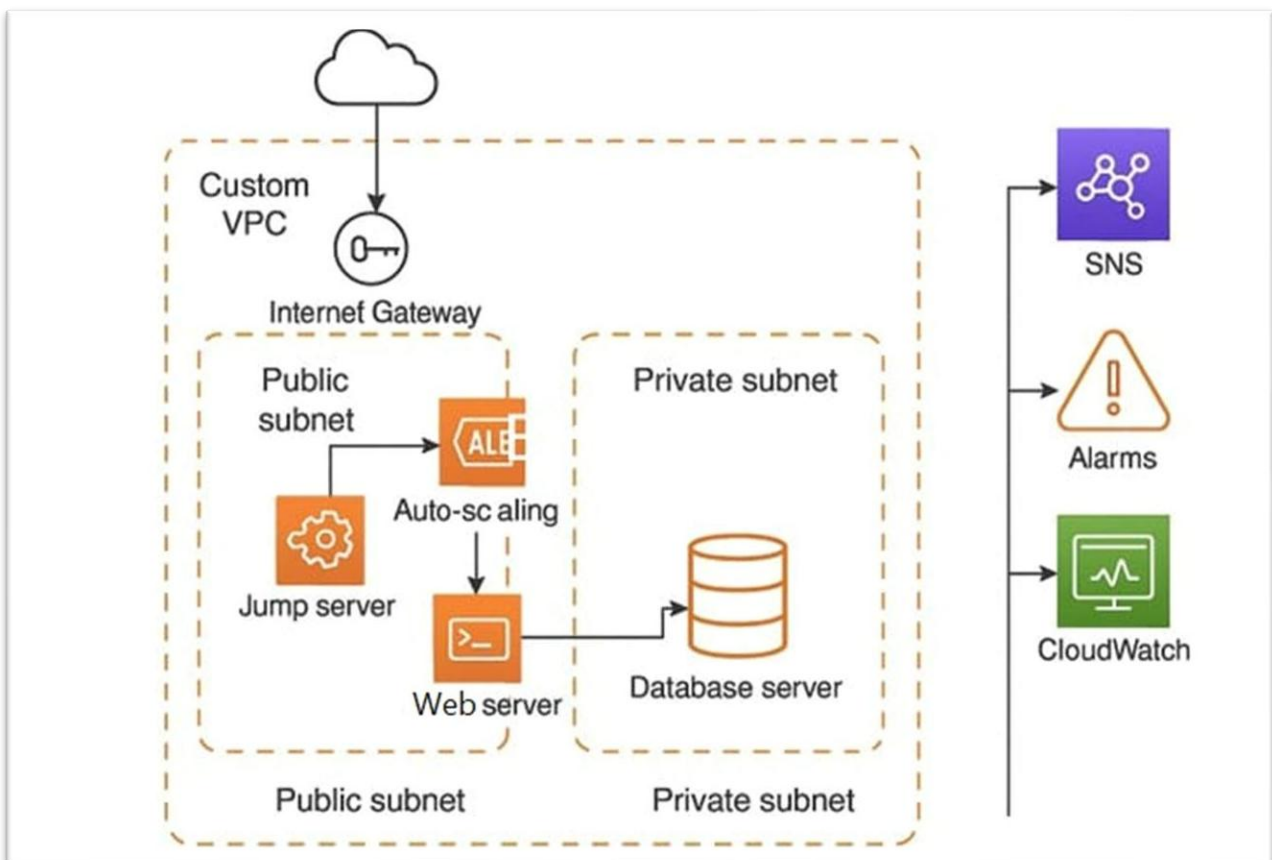 Custom
VPC
Internet Gateway
Public
subnet
Private subnet
ALE
Auto-sc aling
Jump server
Web server
Database server
Public subnet
Private subnet
SNS
Alarms
CloudWatch